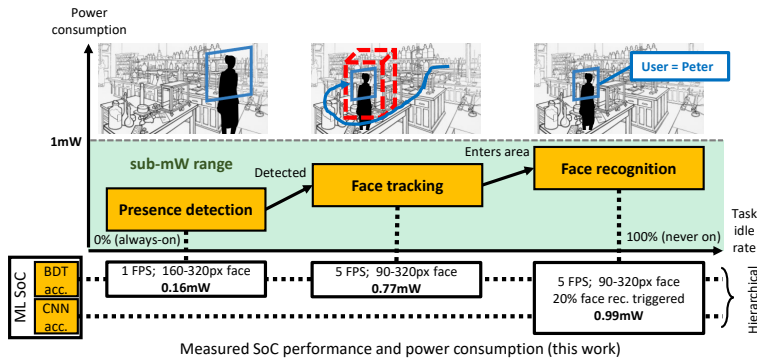 Power
consumption
User = Peter
1mW
sub-mW range
Enters area
Detected
Face recognition
Face tracking
Presence detection
0% (always-on)
100% (never on)
Task
idle
rate
ML SoC
BDT
acc.
CNN
acc.
1 FPS; 160-320px face
0.16mW
5 FPS; 90-320px face
0.77mW
5 FPS; 90-320px face
20% face rec. triggered
0.99mW
Hierarchical
Measured SoC performance and power consumption (this work)